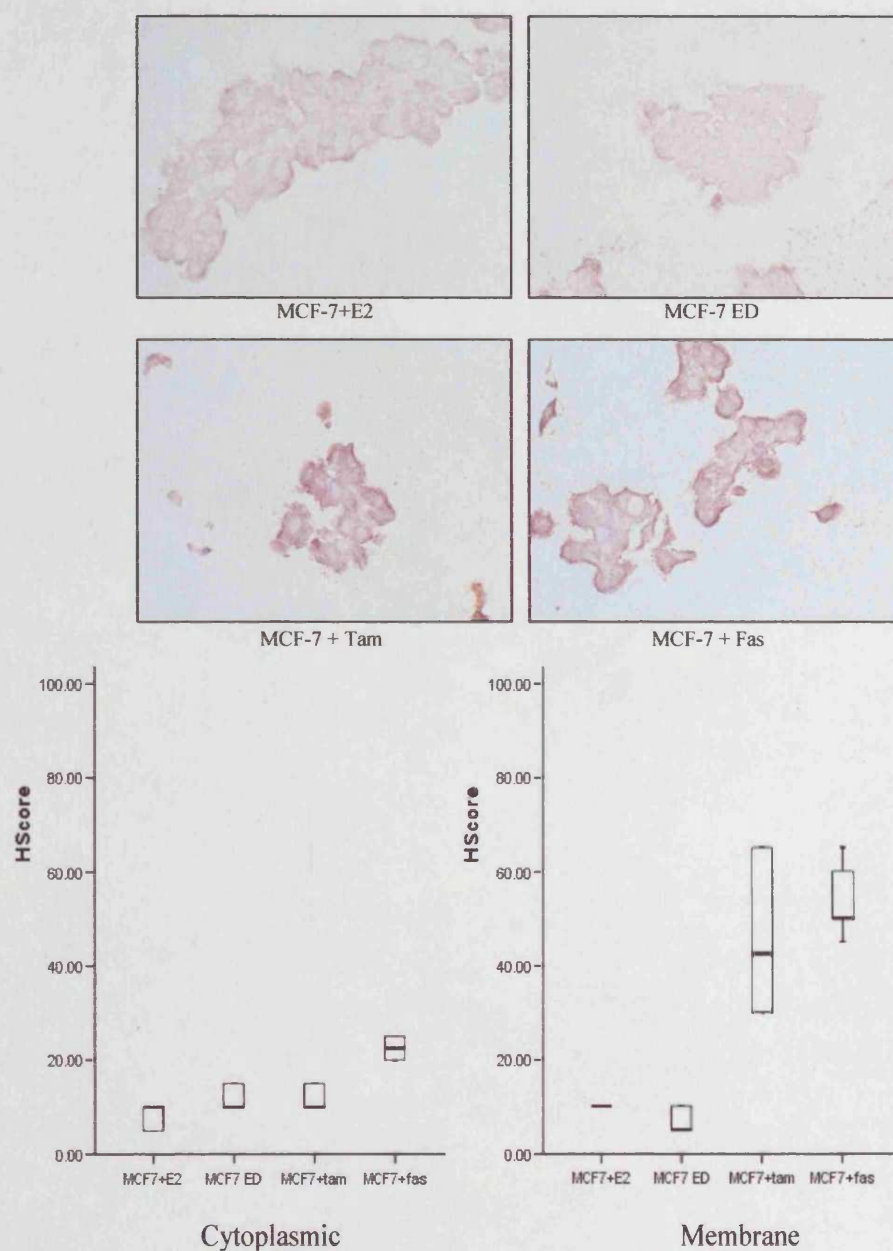 MCF-7+E2 MCF-7 ED
MCF-7 + Tam MCF-7 + Fas
100.00 100.00
80.00 80.00
HScore HScore
60.00 60.00
40.00 40.00
20.00 20.00
0.00 0.00
MCF7+E2 MCF7 ED MCF7+tam MCF7+fas MCF7+E2 MCF7 ED MCF7+tam MCF7+fas
Cytoplasmic Membrane